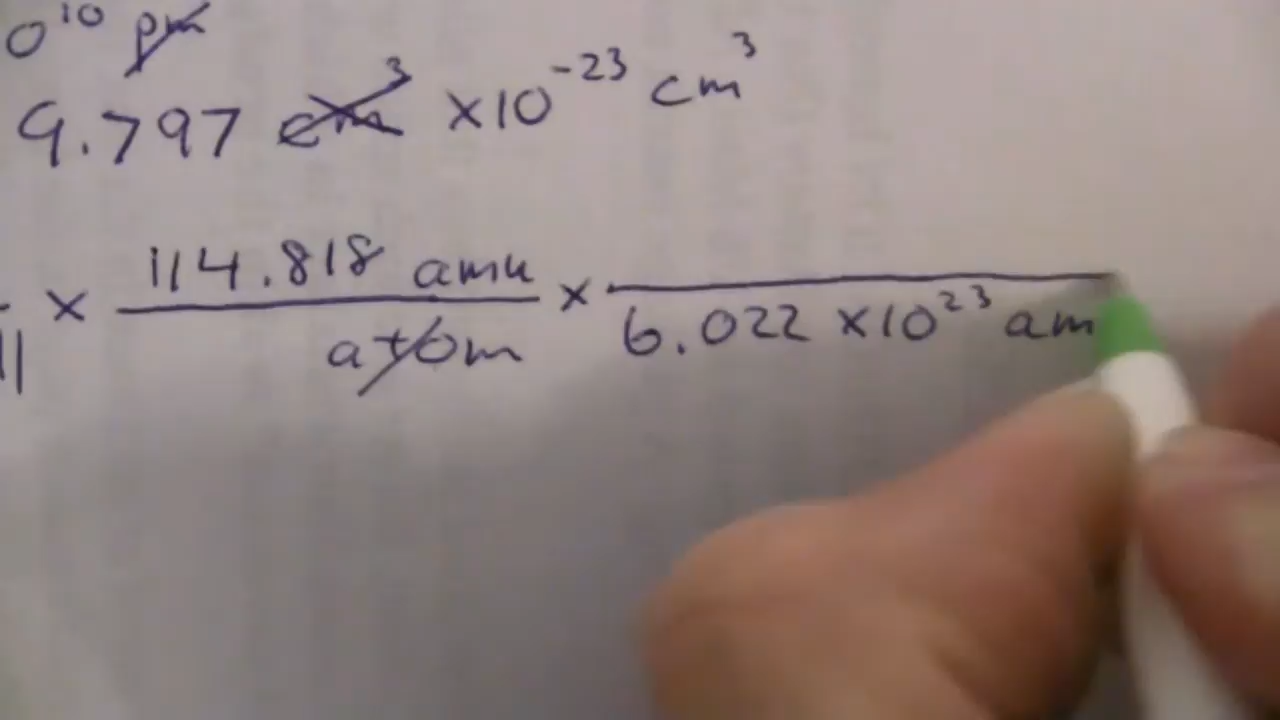 0¹⁰ pm
9.797 cm³ ×10⁻²³ cm³
× 114.818 amu ×
atom 6.022 ×10²³ am